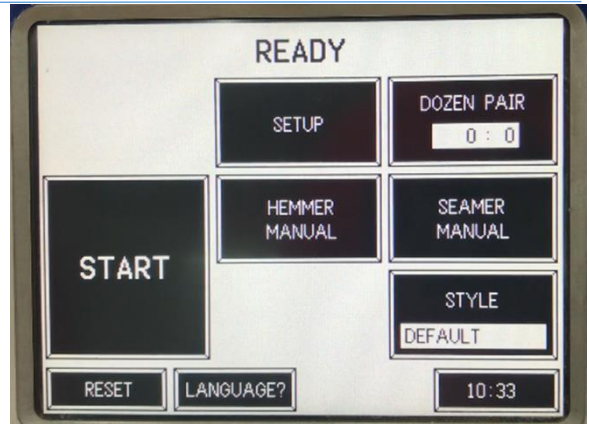 READY
SETUP
DOZEN PAIR
0 : 0
HEMMER
MANUAL
SEAMER
MANUAL
START
STYLE
DEFAULT
RESET
LANGUAGE?
10:33